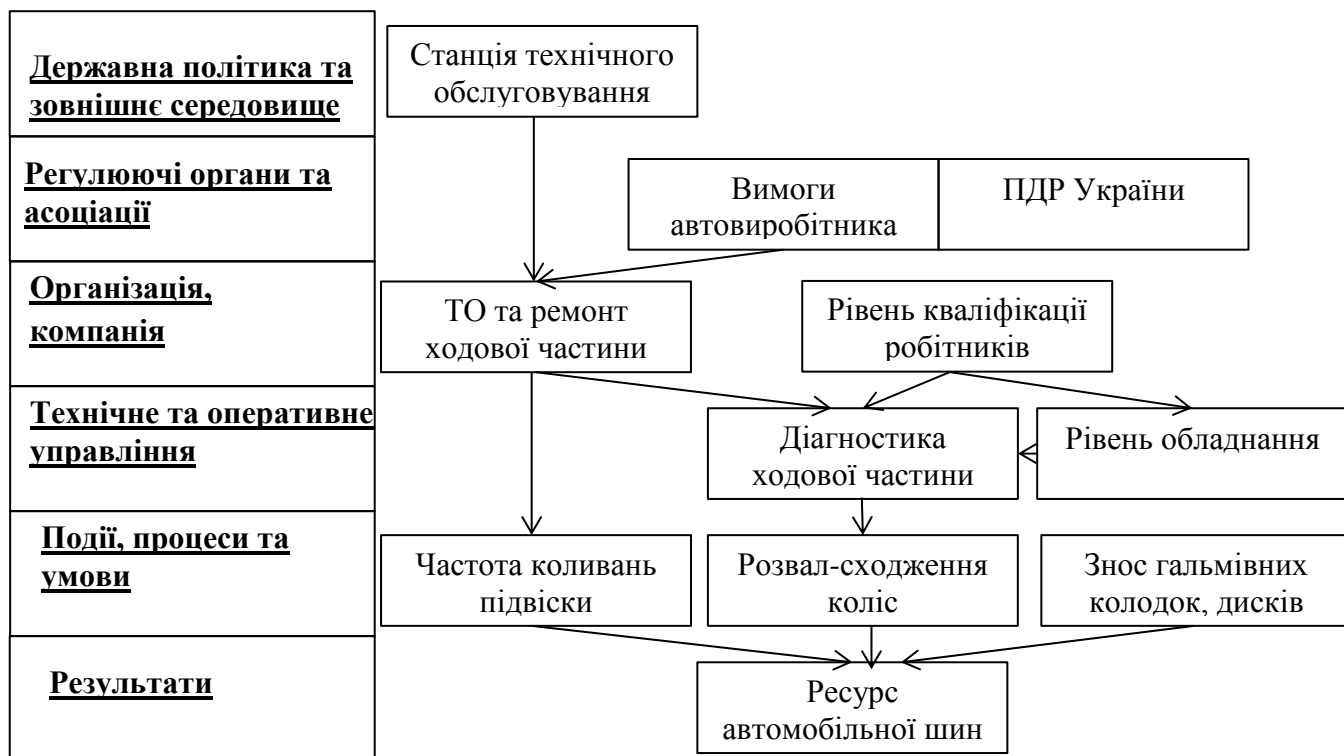 Державна політика та
зовнішнє середовище
Станція технічного
обслуговування
Регулюючі органи та
асоціації
Вимоги
автовиробітника
ПДР України
Організація,
компанія
ТО та ремонт
ходової частини
Рівень кваліфікації
робітників
Технічне та оперативне
управління
Діагностика
ходової частини
Рівень обладнання
Події, процеси та
умови
Частота коливань
підвіски
Розвал-сходження
коліс
Знос гальмівних
колодок, дисків
Результати
Ресурс
автомобільної шин